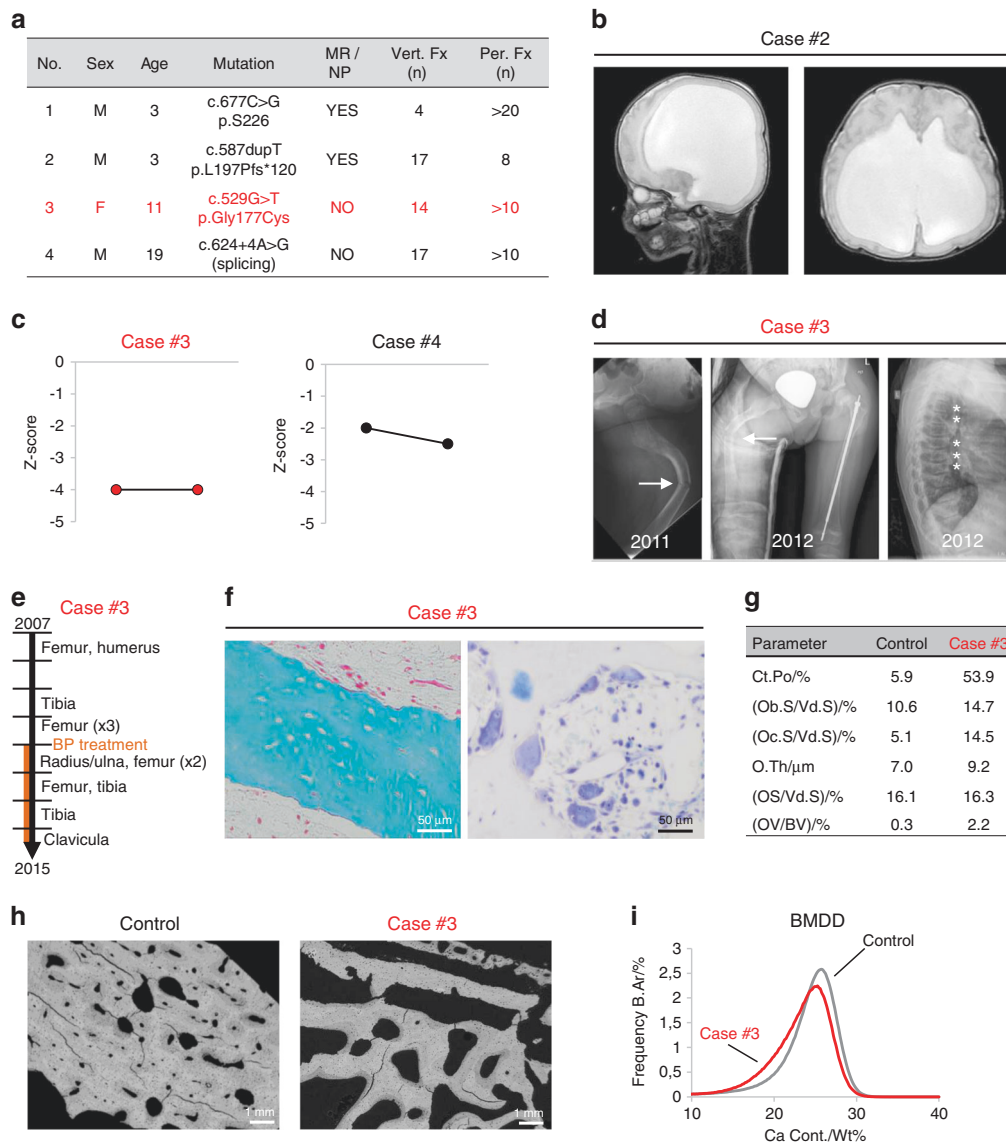 a
No. Sex Age Mutation MR / NP Vert. Fx (n) Per. Fx (n)
1 M 3 c.677C>G p.S226 YES 4 >20
2 M 3 c.587dupT p.L197Pfs*120 YES 17 8
3 F 11 c.529G>T p.Gly177Cys NO 14 >10
4 M 19 c.624+4A>G (splicing) NO 17 >10
b
Case #2
c
Case #3
Z-score
0
-1
-2
-3
-4
-5
Case #4
Z-score
0
-1
-2
-3
-4
-5
d
Case #3
2011
L
2012
* * * * *
2012
e
Case #3
2007
Femur, humerus
Tibia
Femur (x3)
BP treatment
Radius/ulna, femur (x2)
Femur, tibia
Tibia
Clavicula
2015
f
Case #3
50 μm
50 μm
g
Parameter Control Case #3
Ct.Po/% 5.9 53.9
(Ob.S/Vd.S)/% 10.6 14.7
(Oc.S/Vd.S)/% 5.1 14.5
O.Th/μm 7.0 9.2
(OS/Vd.S)/% 16.1 16.3
(OV/BV)/% 0.3 2.2
h
Control
1 mm
Case #3
1 mm
i
BMDD
Frequency B.Ar/%
3
2,5
2
1,5
1
0,5
0
Control
Case #3
10 20 30 40
Ca Cont./Wt%